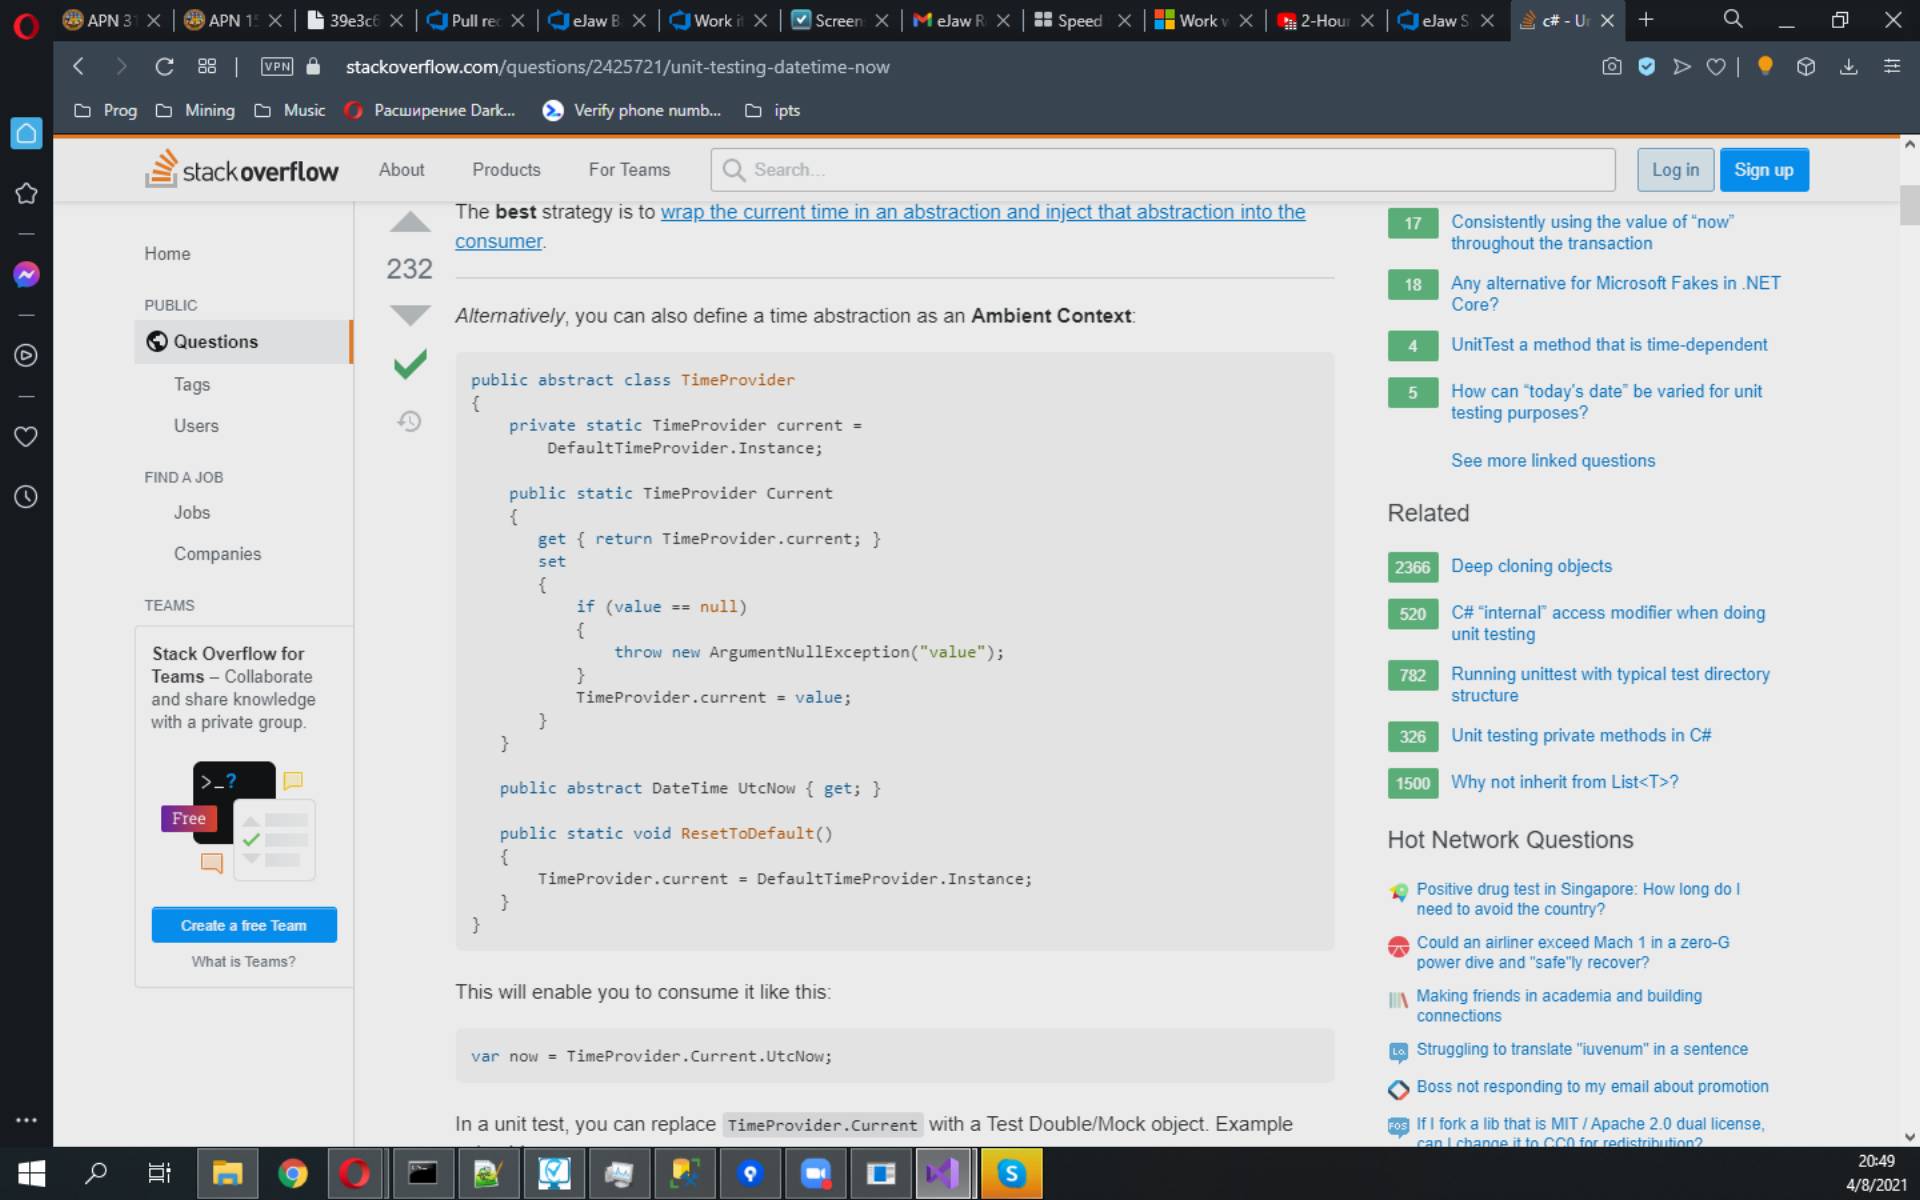 APN 31
APN 1
39e3c6
Pull rec
eJaw B
Work it
Screen
eJaw R
Speed
Work w
2-Hour
eJaw S
c# - Un
VPN
stackoverflow.com/questions/2425721/unit-testing-datetime-now
Prog
Mining
Music
Расширение Dark...
Verify phone numb...
ipts
stackoverflow
About
Products
For Teams
Search...
Log in
Sign up
Home
PUBLIC
Questions
Tags
Users
FIND A JOB
Jobs
Companies
TEAMS
Stack Overflow for
Teams – Collaborate
and share knowledge
with a private group.
>_?
Free
Create a free Team
What is Teams?
232
The best strategy is to wrap the current time in an abstraction and inject that abstraction into the
consumer.
Alternatively, you can also define a time abstraction as an Ambient Context:
public abstract class TimeProvider
{
private static TimeProvider current =
DefaultTimeProvider.Instance;
public static TimeProvider Current
{
get { return TimeProvider.current; }
set
{
if (value == null)
{
throw new ArgumentNullException("value");
}
TimeProvider.current = value;
}
}
public abstract DateTime UtcNow { get; }
public static void ResetToDefault()
{
TimeProvider.current = DefaultTimeProvider.Instance;
}
}
This will enable you to consume it like this:
var now = TimeProvider.Current.UtcNow;
In a unit test, you can replace TimeProvider.Current with a Test Double/Mock object. Example
17
Consistently using the value of “now”
throughout the transaction
18
Any alternative for Microsoft Fakes in .NET
Core?
4
UnitTest a method that is time-dependent
5
How can “today's date” be varied for unit
testing purposes?
See more linked questions
Related
2366
Deep cloning objects
520
C# “internal” access modifier when doing
unit testing
782
Running unittest with typical test directory
structure
326
Unit testing private methods in C#
1500
Why not inherit from List<T>?
Hot Network Questions
Positive drug test in Singapore: How long do I
need to avoid the country?
Could an airliner exceed Mach 1 in a zero-G
power dive and "safe"ly recover?
Making friends in academia and building
connections
Struggling to translate "iuvenum" in a sentence
Boss not responding to my email about promotion
If I fork a lib that is MIT / Apache 2.0 dual license,
can I change it to CC0 for redistribution?
20:49
4/8/2021